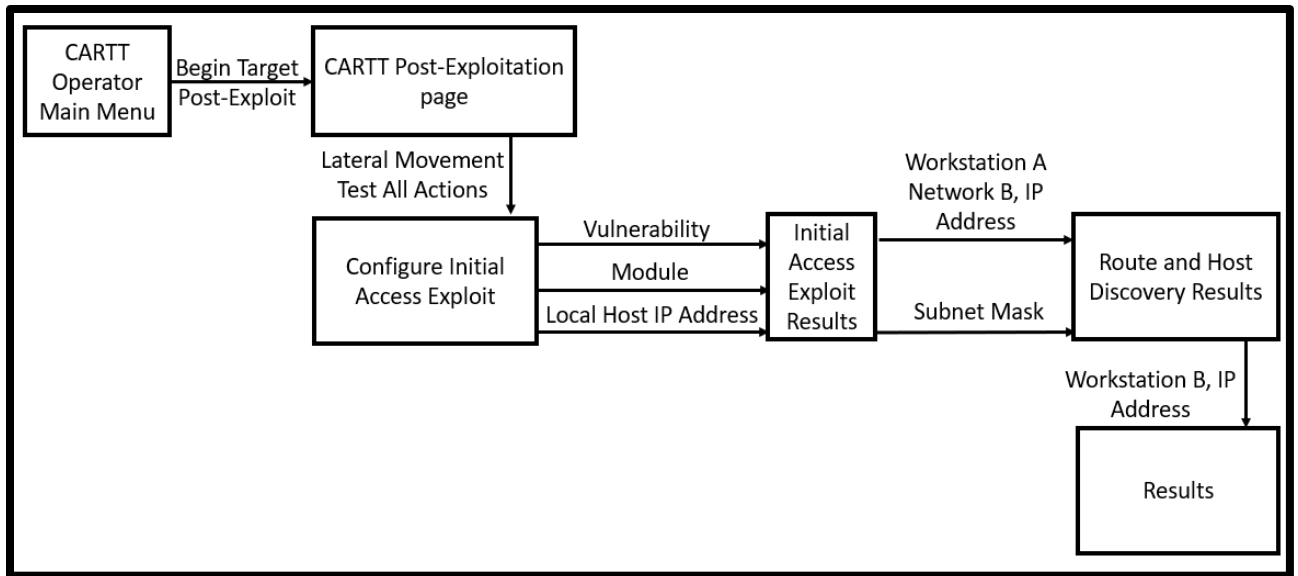 CARTT
Operator
Main Menu
Begin Target
Post-Exploit
CARTT Post-Exploitation
page
Lateral Movement
Test All Actions
Configure Initial
Access Exploit
Vulnerability
Module
Local Host IP Address
Initial
Access
Exploit
Results
Workstation A
Network B, IP
Address
Subnet Mask
Route and Host
Discovery Results
Workstation B, IP
Address
Results